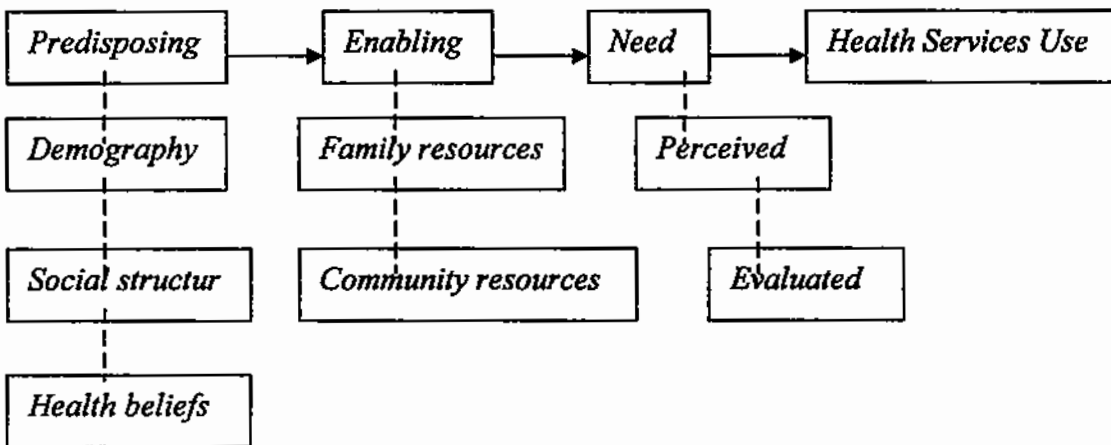 Predisposing
Enabling
Need
Health Services Use
Demography
Family resources
Perceived
Social structur
Community resources
Evaluated
Health beliefs